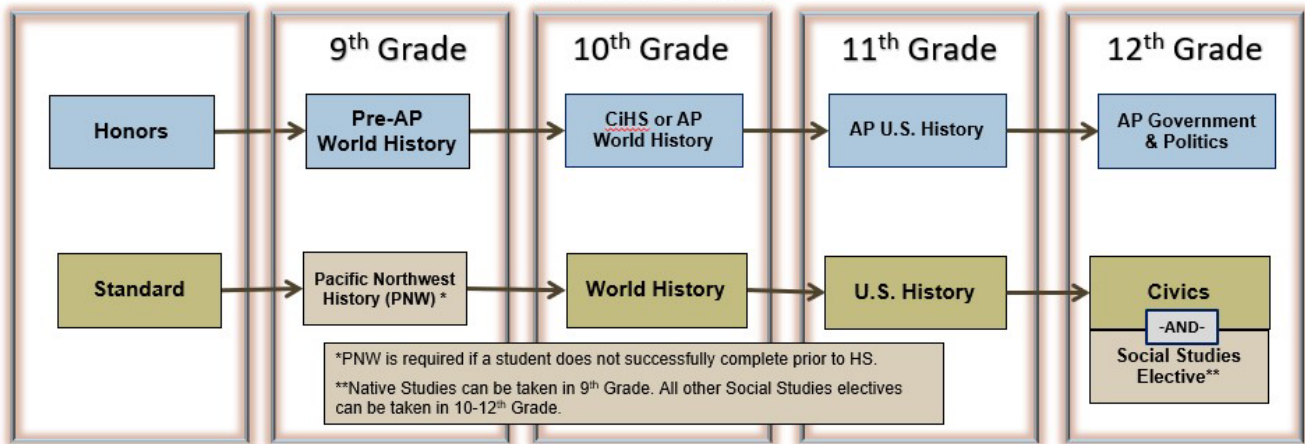 9th Grade
10th Grade
11th Grade
12th Grade
Honors
Pre-AP
World History
CiHS or AP
World History
AP U.S. History
AP Government
& Politics
Standard
Pacific Northwest
History (PNW) *
World History
U.S. History
Civics
-AND-
Social Studies
Elective**
*PNW is required if a student does not successfully complete prior to HS.
**Native Studies can be taken in 9th Grade. All other Social Studies electives
can be taken in 10-12th Grade.